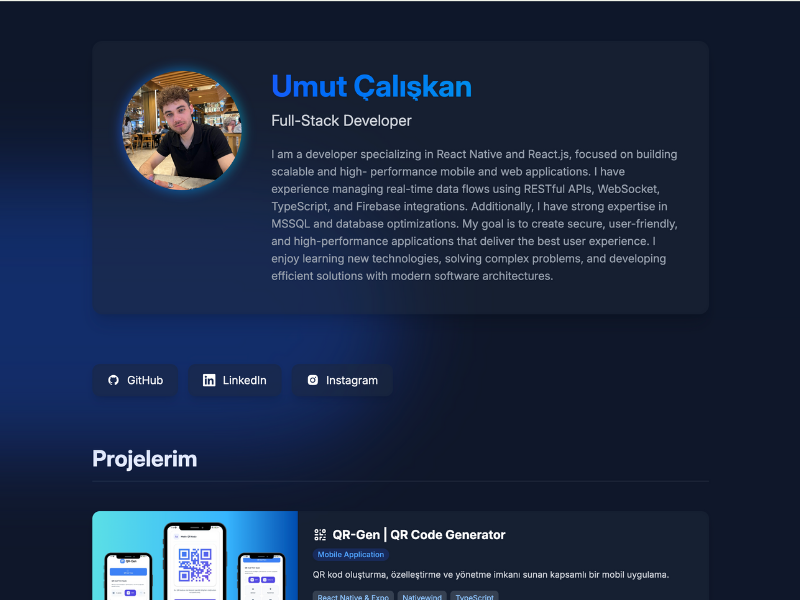 Umut Çalışkan
Full-Stack Developer
I am a developer specializing in React Native and React.js, focused on building
scalable and high- performance mobile and web applications. I have
experience managing real-time data flows using RESTful APIs, WebSocket,
TypeScript, and Firebase integrations. Additionally, I have strong expertise in
MSSQL and database optimizations. My goal is to create secure, user-friendly,
and high-performance applications that deliver the best user experience. I
enjoy learning new technologies, solving complex problems, and developing
efficient solutions with modern software architectures.
GitHub
LinkedIn
Instagram
Projelerim
QR-Gen | QR Code Generator
Mobile Application
QR kod oluşturma, özelleştirme ve yönetme imkanı sunan kapsamlı bir mobil uygulama.
React Native & Expo
Nativewind
TypeScript